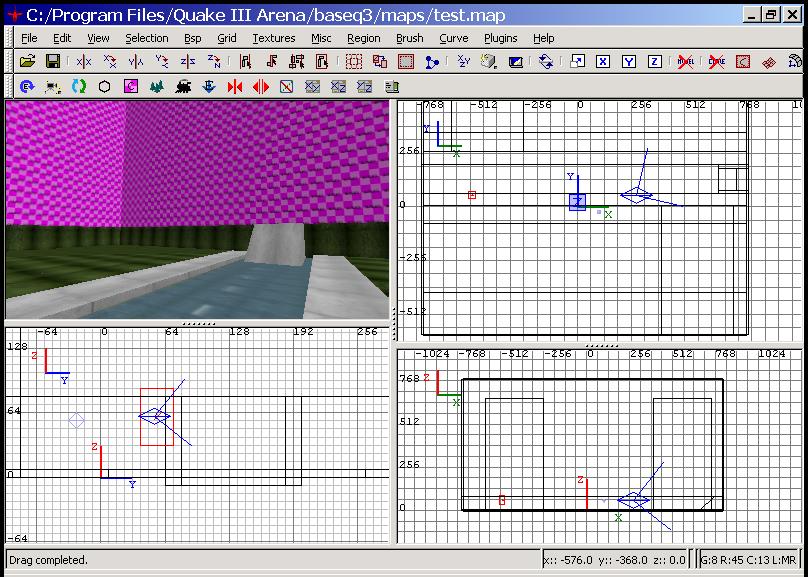 C:/Program Files/Quake III Arena/baseq3/maps/test.map
File Edit View Selection Bsp Grid Textures Misc Region Brush Curve Plugins Help
-768 -512 -256 0 256 512 768
Y
X
256
0
-256
-512
Y
Z
X
-64 0 64 128 192 256
128
64
0
-64
Z
Y
Z
Y
-1024 -768 -512 -256 0 256 512 768 1024
768
512
256
0
Z
X
Z
X
Drag completed.
x:: -576.0 y:: -368.0 z:: 0.0
G:8 R:45 C:13 L:MR